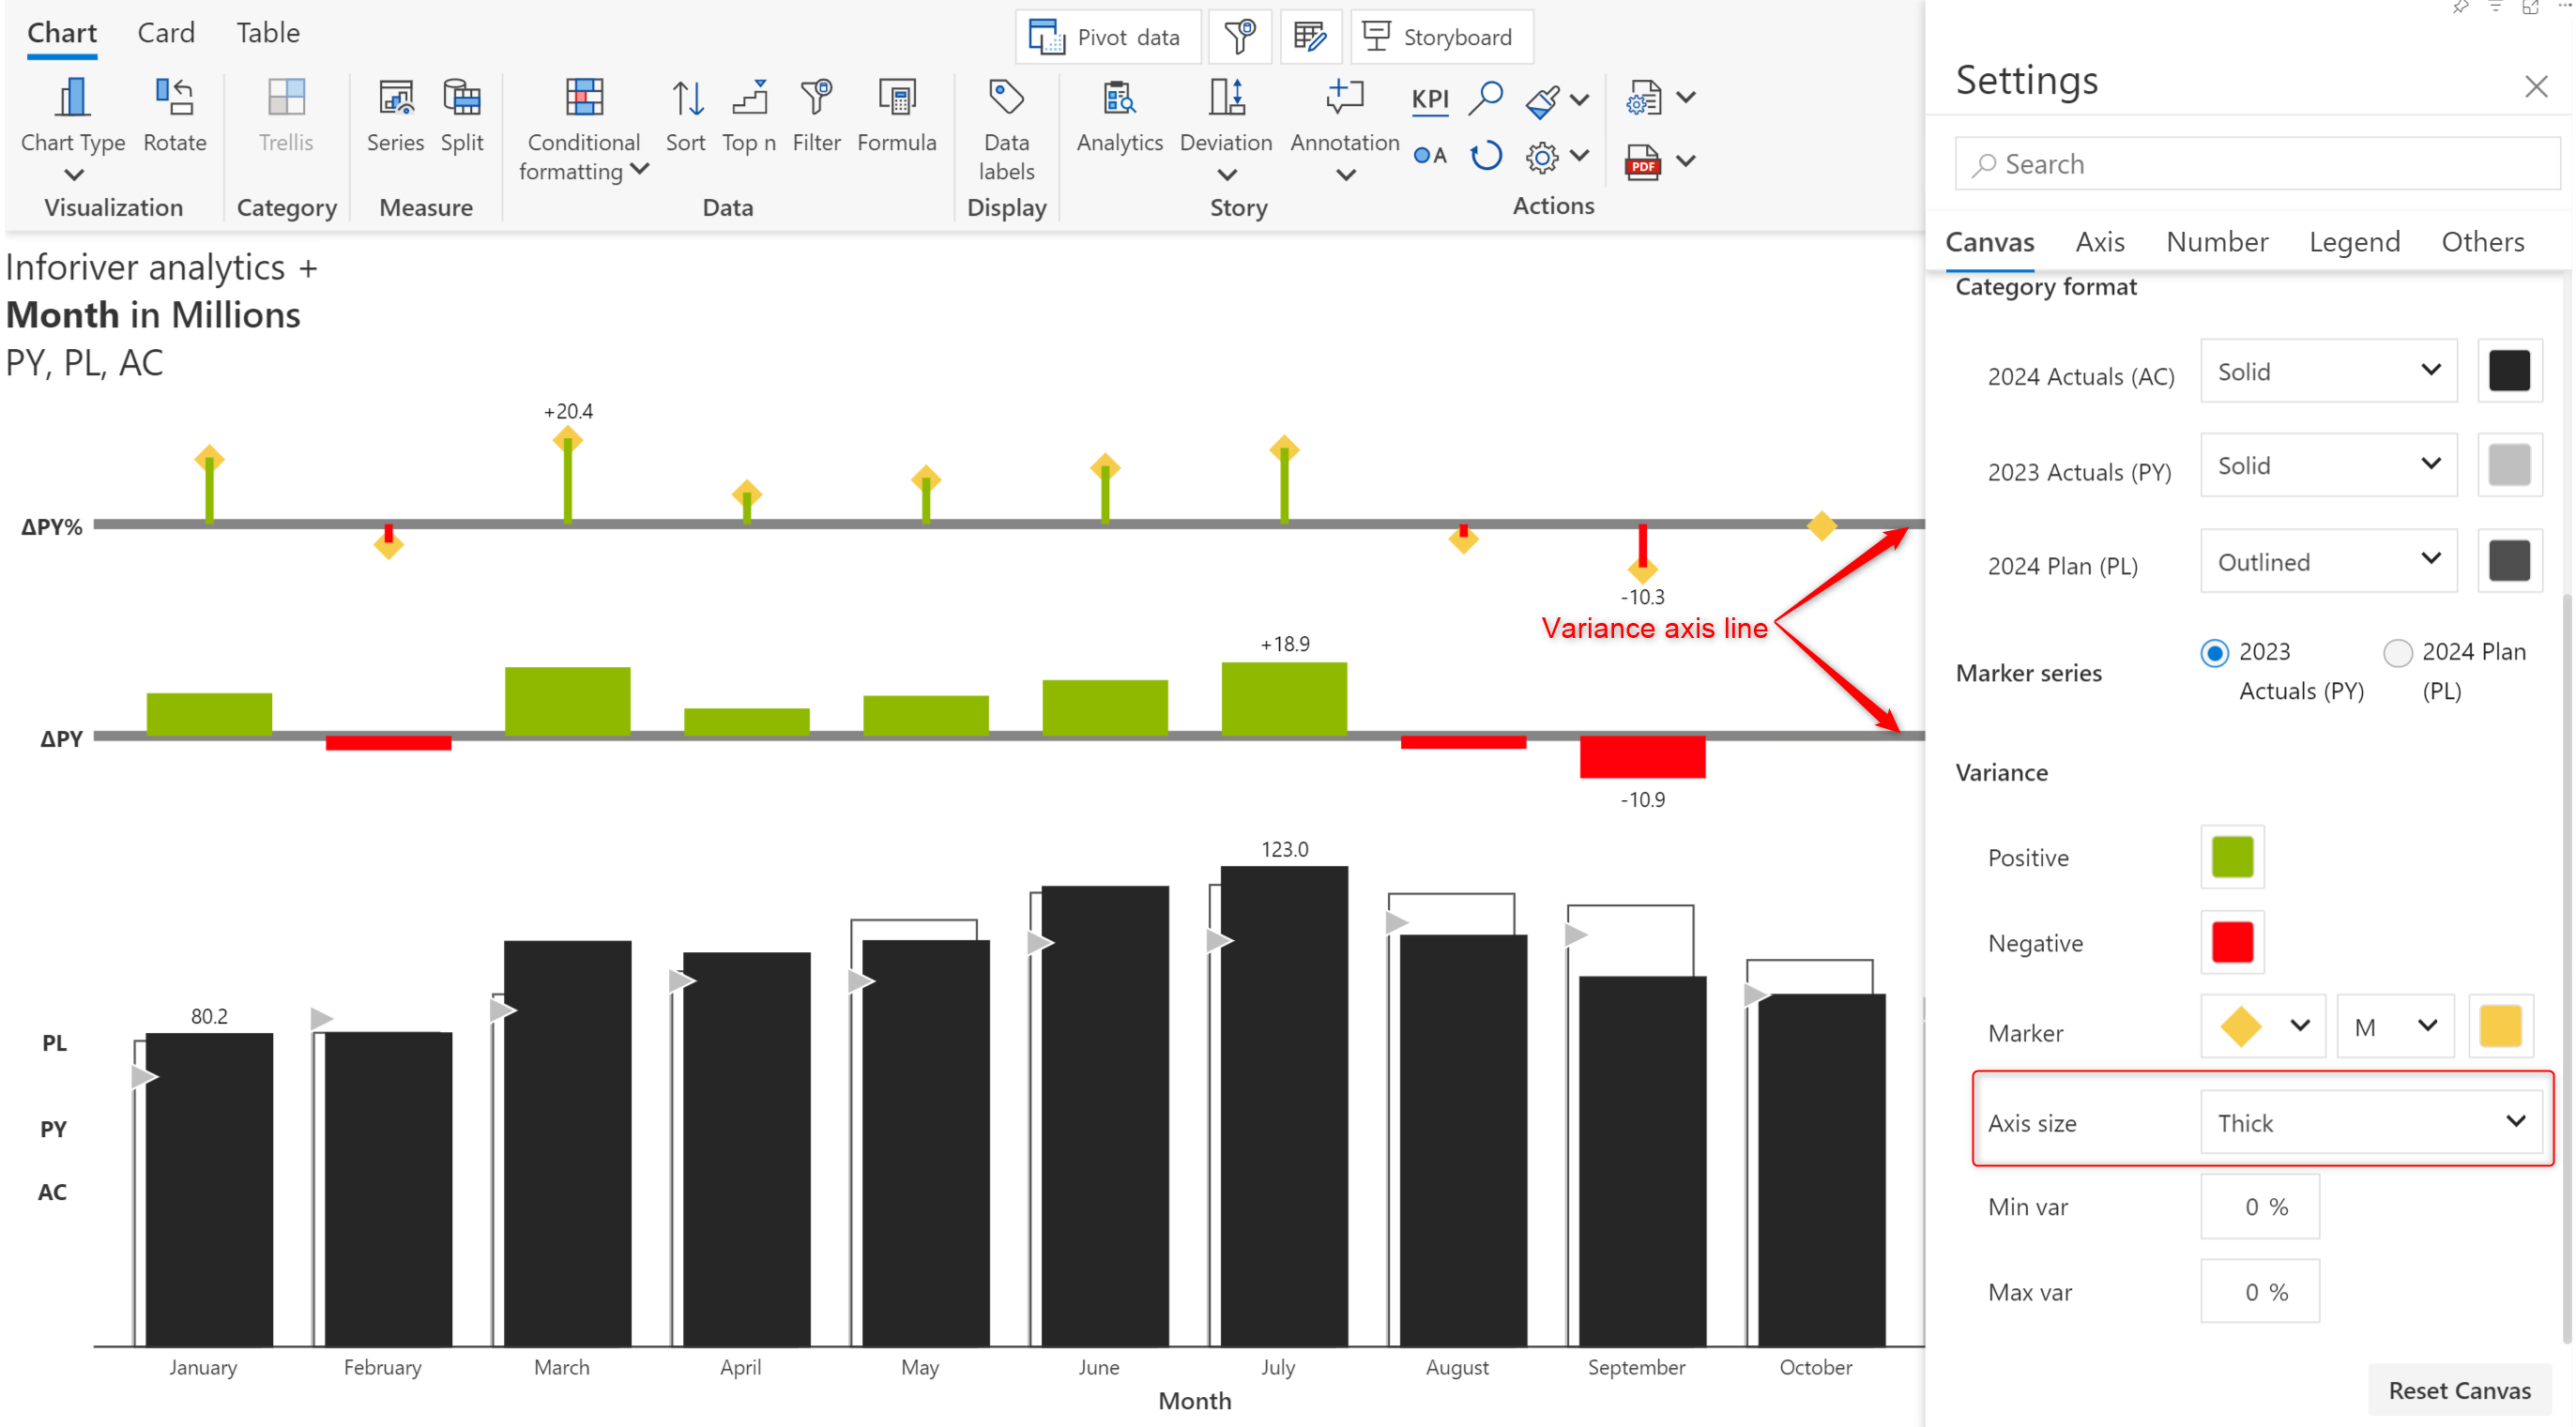 Chart Card Table
Pivot data Storyboard
Chart Type Rotate Trellis Series Split Conditional formatting Sort Top n Filter Formula Data labels Analytics Deviation Annotation KPI
A PDF
Visualization Category Measure Data Display Story Actions
Inforiver analytics +
Month in Millions
PY, PL, AC
+20.4
ΔPY%
-10.3
Variance axis line
+18.9
ΔPY
-10.9
123.0
80.2
PL
PY
AC
January February March April May June July August September October
Month
Settings
Search
Canvas Axis Number Legend Others
Category format
2024 Actuals (AC) Solid
2023 Actuals (PY) Solid
2024 Plan (PL) Outlined
Marker series 2023 Actuals (PY) 2024 Plan (PL)
Variance
Positive
Negative
Marker M
Axis size Thick
Min var 0 %
Max var 0 %
Reset Canvas